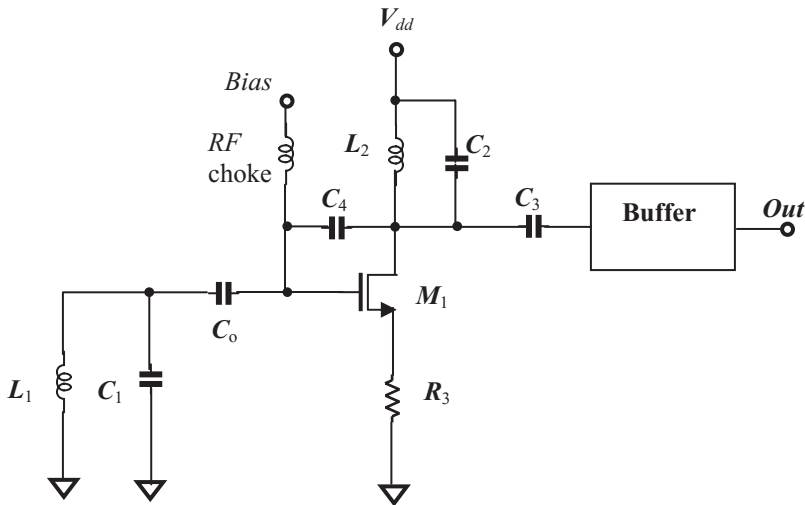 V_dd
Bias
RF
choke
L_2
C_2
C_4
C_3
Buffer
Out
M_1
C_o
L_1
C_1
R_3